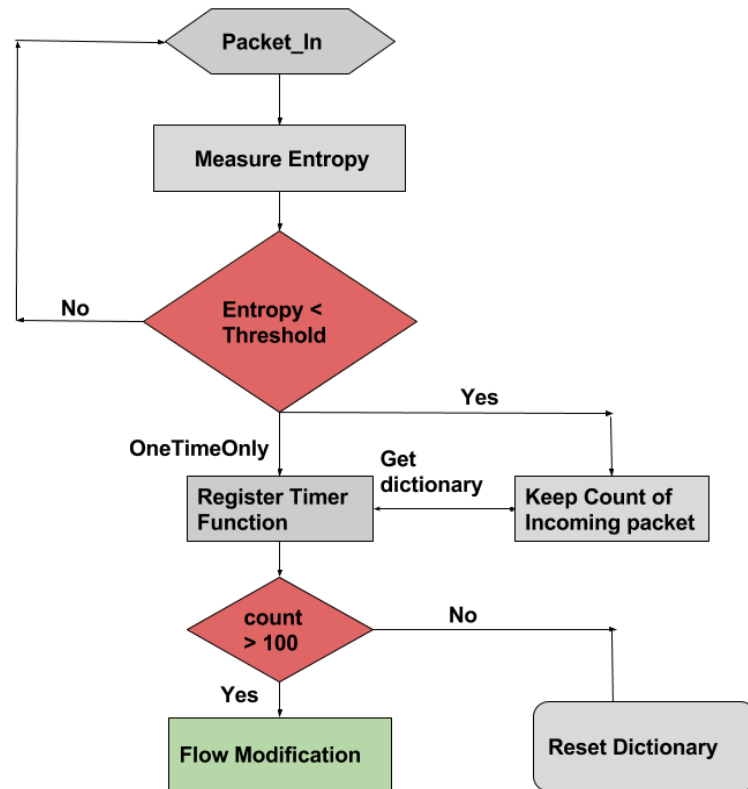 Packet_In
Measure Entropy
Entropy <
Threshold
No
Yes
OneTimeOnly
Get
dictionary
Register Timer
Function
Keep Count of
Incoming packet
count
> 100
No
Yes
Flow Modification
Reset Dictionary